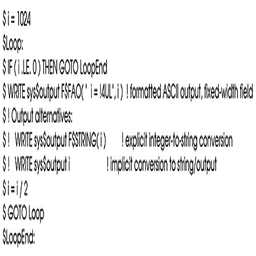 $ i = 1024
$Loop:
$ IF ( i .LE. 0 ) THEN GOTO LoopEnd
$ WRITE sys$output F$FAO( " i = !4UL", i ) ! formatted ASCII output, fixed-width field
$ ! Output alternatives:
$ ! WRITE sys$output F$STRING( i ) ! explicit integer-to-string conversion
$ ! WRITE sys$output i ! implicit conversion to string/output
$ i = i / 2
$ GOTO Loop
$LoopEnd: